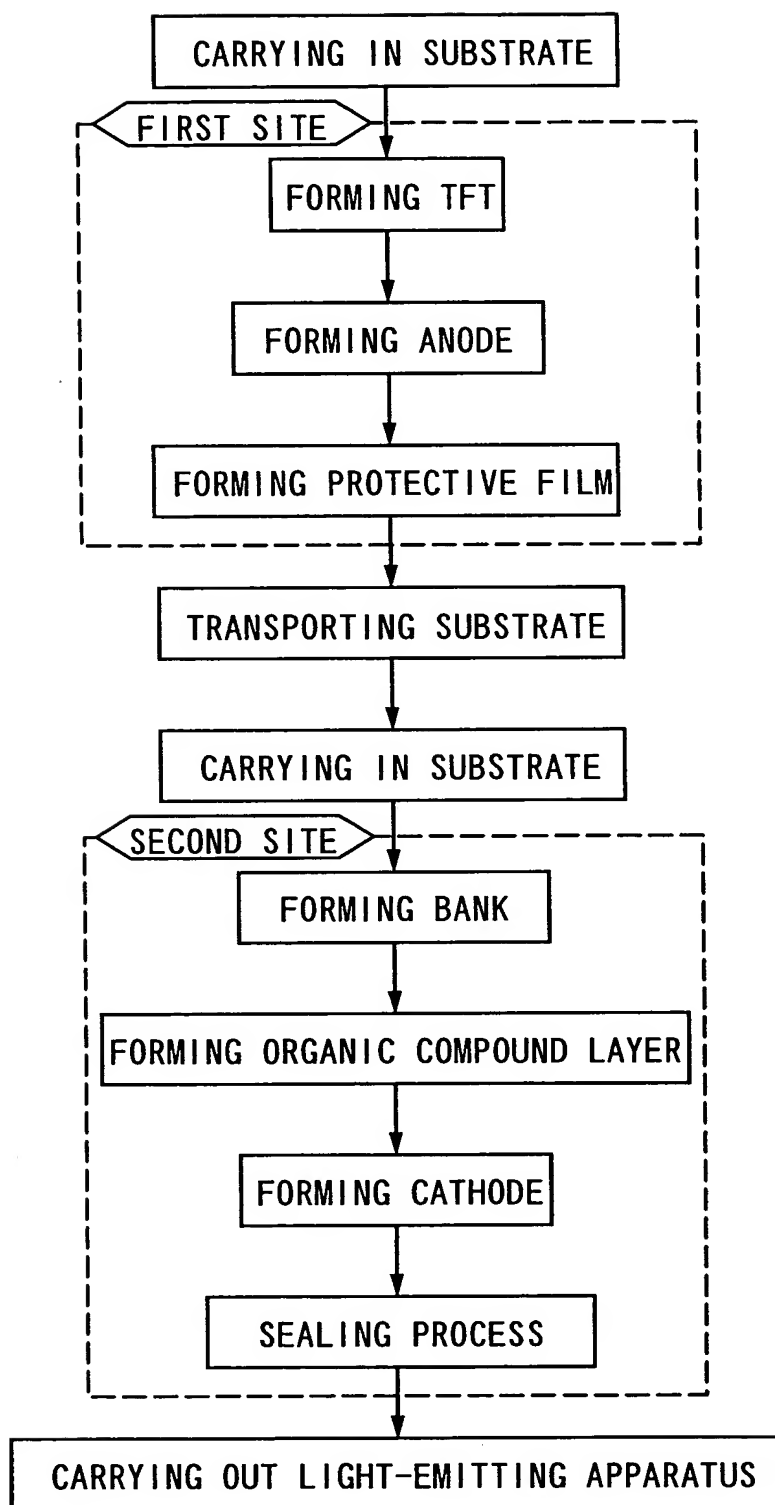 CARRYING IN SUBSTRATE
FIRST SITE
FORMING TFT
FORMING ANODE
FORMING PROTECTIVE FILM
TRANSPORTING SUBSTRATE
CARRYING IN SUBSTRATE
SECOND SITE
FORMING BANK
FORMING ORGANIC COMPOUND LAYER
FORMING CATHODE
SEALING PROCESS
CARRYING OUT LIGHT-EMITTING APPARATUS